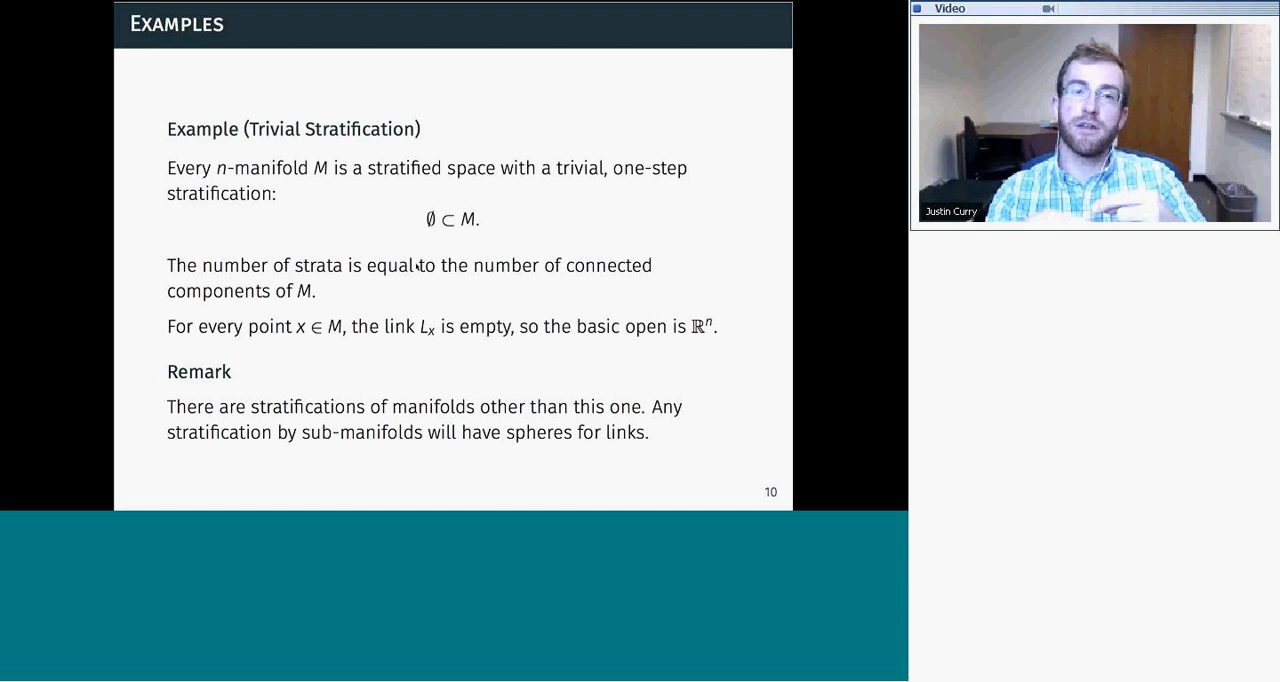 EXAMPLES
Example (Trivial Stratification)
Every n-manifold M is a stratified space with a trivial, one-step
stratification:
∅ ⊂ M.
The number of strata is equal to the number of connected
components of M.
For every point x ∈ M, the link Lₓ is empty, so the basic open is ℝⁿ.
Remark
There are stratifications of manifolds other than this one. Any
stratification by sub-manifolds will have spheres for links.
10
Video
Justin Curry